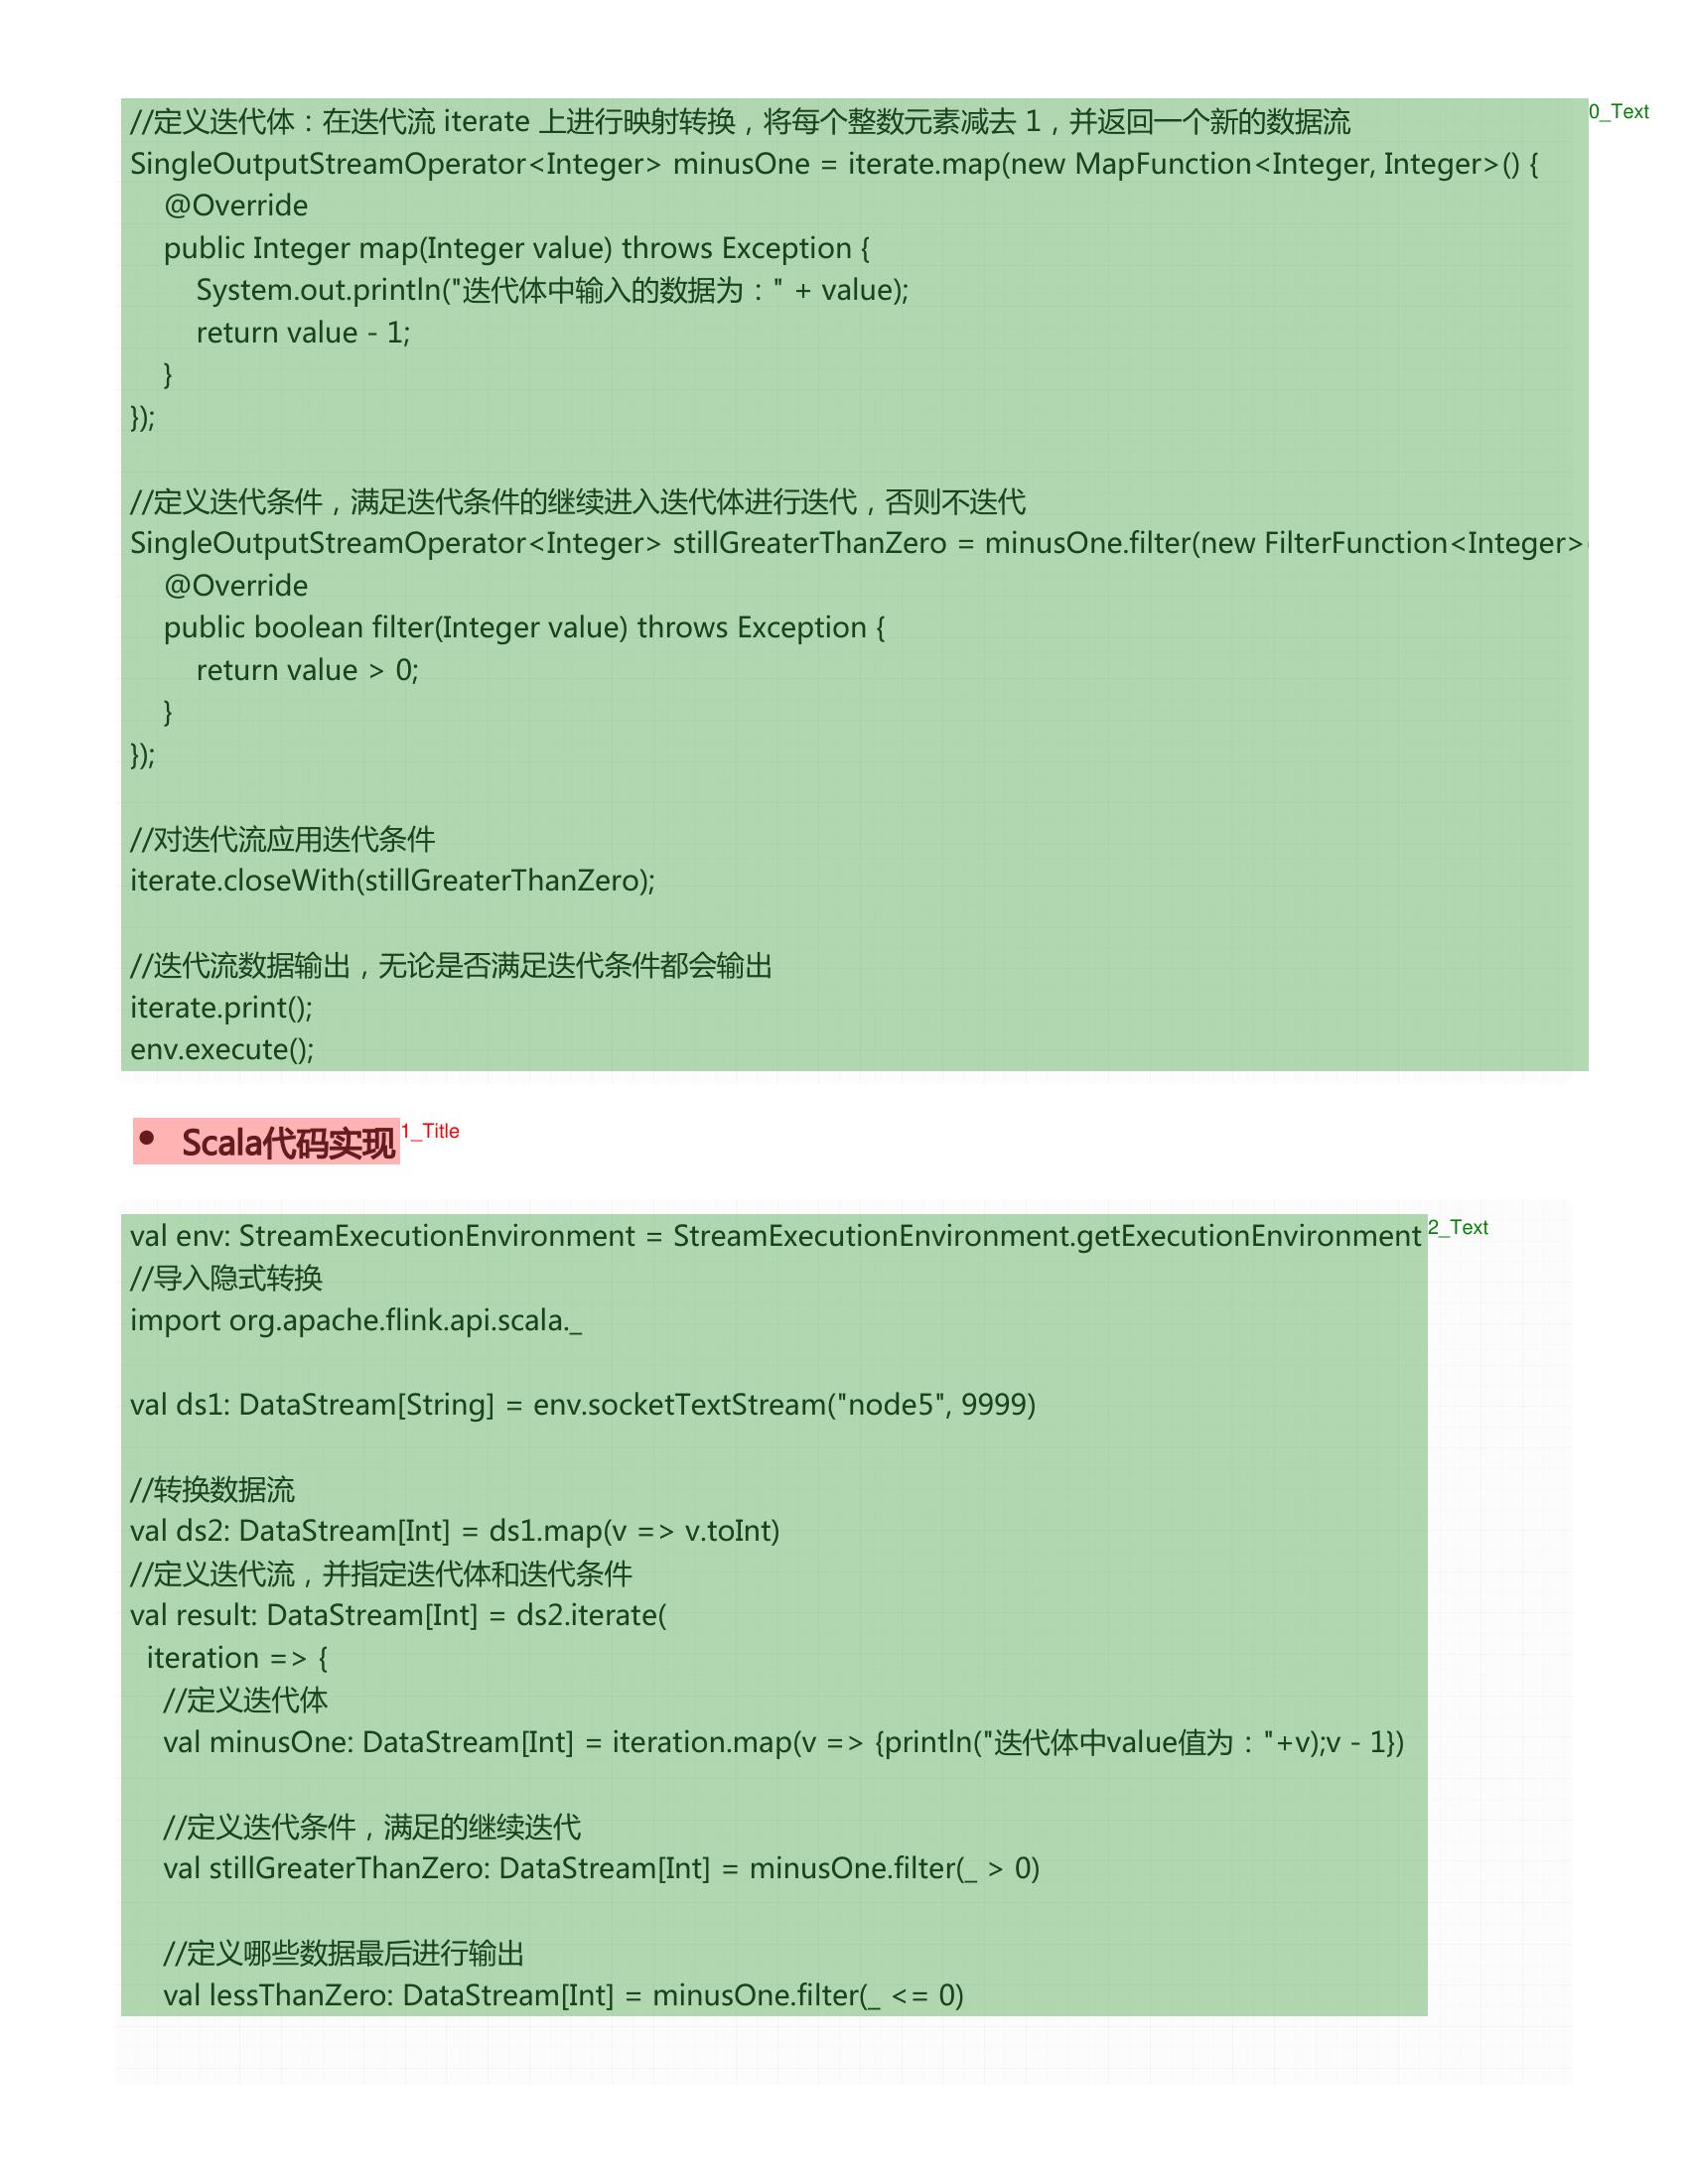 //定义迭代体：在迭代流 iterate 上进行映射转换，将每个整数元素减去 1，并返回一个新的数据流
0_Text
SingleOutputStreamOperator<Integer> minusOne = iterate.map(new MapFunction<Integer, Integer>() {
    @Override
    public Integer map(Integer value) throws Exception {
        System.out.println("迭代体中输入的数据为：" + value);
        return value - 1;
    }
});
//定义迭代条件，满足迭代条件的继续进入迭代体进行迭代，否则不迭代
SingleOutputStreamOperator<Integer> stillGreaterThanZero = minusOne.filter(new FilterFunction<Integer>
    @Override
    public boolean filter(Integer value) throws Exception {
        return value > 0;
    }
});
//对迭代流应用迭代条件
iterate.closeWith(stillGreaterThanZero);
//迭代流数据输出，无论是否满足迭代条件都会输出
iterate.print();
env.execute();
• Scala代码实现
1_Title
val env: StreamExecutionEnvironment = StreamExecutionEnvironment.getExecutionEnvironment
2_Text
//导入隐式转换
import org.apache.flink.api.scala._
val ds1: DataStream[String] = env.socketTextStream("node5", 9999)
//转换数据流
val ds2: DataStream[Int] = ds1.map(v => v.toInt)
//定义迭代流，并指定迭代体和迭代条件
val result: DataStream[Int] = ds2.iterate(
  iteration => {
    //定义迭代体
    val minusOne: DataStream[Int] = iteration.map(v => {println("迭代体中value值为："+v);v - 1})
    //定义迭代条件，满足的继续迭代
    val stillGreaterThanZero: DataStream[Int] = minusOne.filter(_ > 0)
    //定义哪些数据最后进行输出
    val lessThanZero: DataStream[Int] = minusOne.filter(_ <= 0)